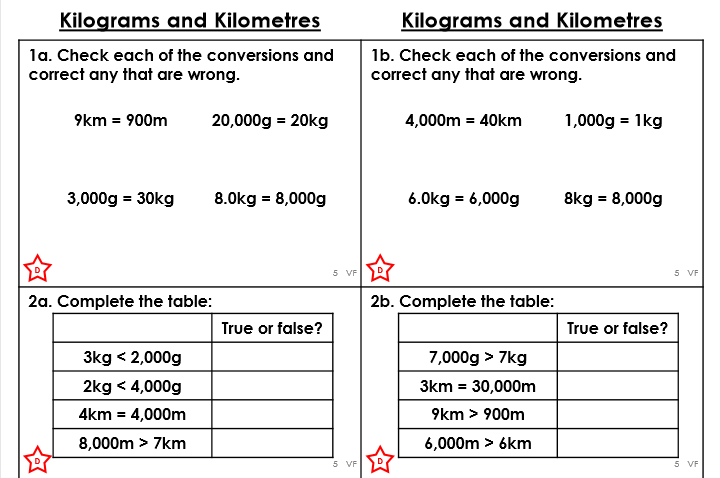 Kilograms and Kilometres
1a. Check each of the conversions and
correct any that are wrong.
9km = 900m
20,000g = 20kg
3,000g = 30kg
8.0kg = 8,000g
D
5 VF
Kilograms and Kilometres
1b. Check each of the conversions and
correct any that are wrong.
4,000m = 40km
1,000g = 1kg
6.0kg = 6,000g
8kg = 8,000g
D
5 VF
2a. Complete the table:
True or false?
3kg < 2,000g
2kg < 4,000g
4km = 4,000m
8,000m > 7km
D
5 VF
2b. Complete the table:
True or false?
7,000g > 7kg
3km = 30,000m
9km > 900m
6,000m > 6km
D
5 VF